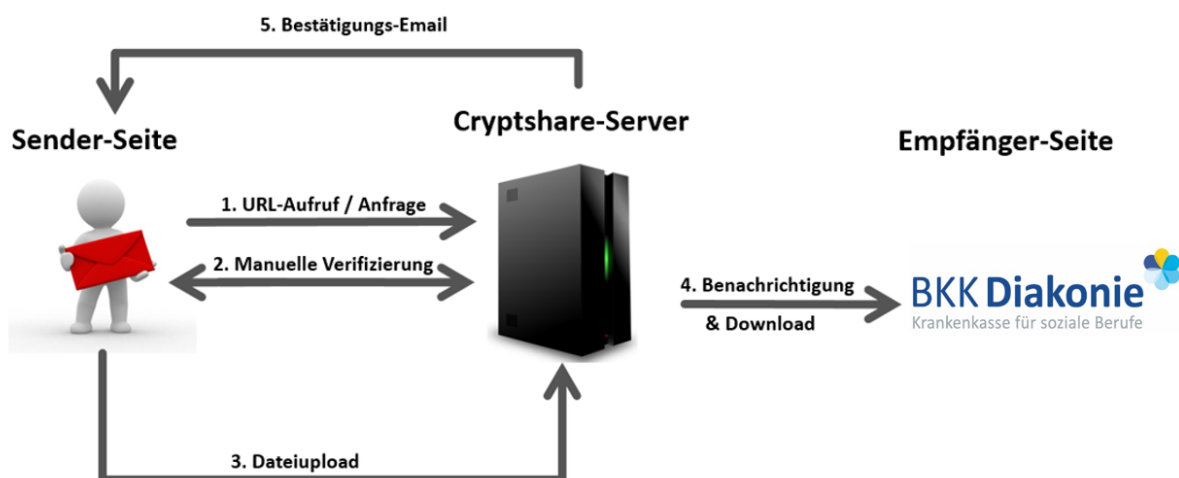 5. Bestätigungs-Email
Sender-Seite
Cryptshare-Server
Empfänger-Seite
1. URL-Aufruf / Anfrage
2. Manuelle Verifizierung
4. Benachrichtigung
& Download
BKK Diakonie
Krankenkasse für soziale Berufe
3. Dateiupload